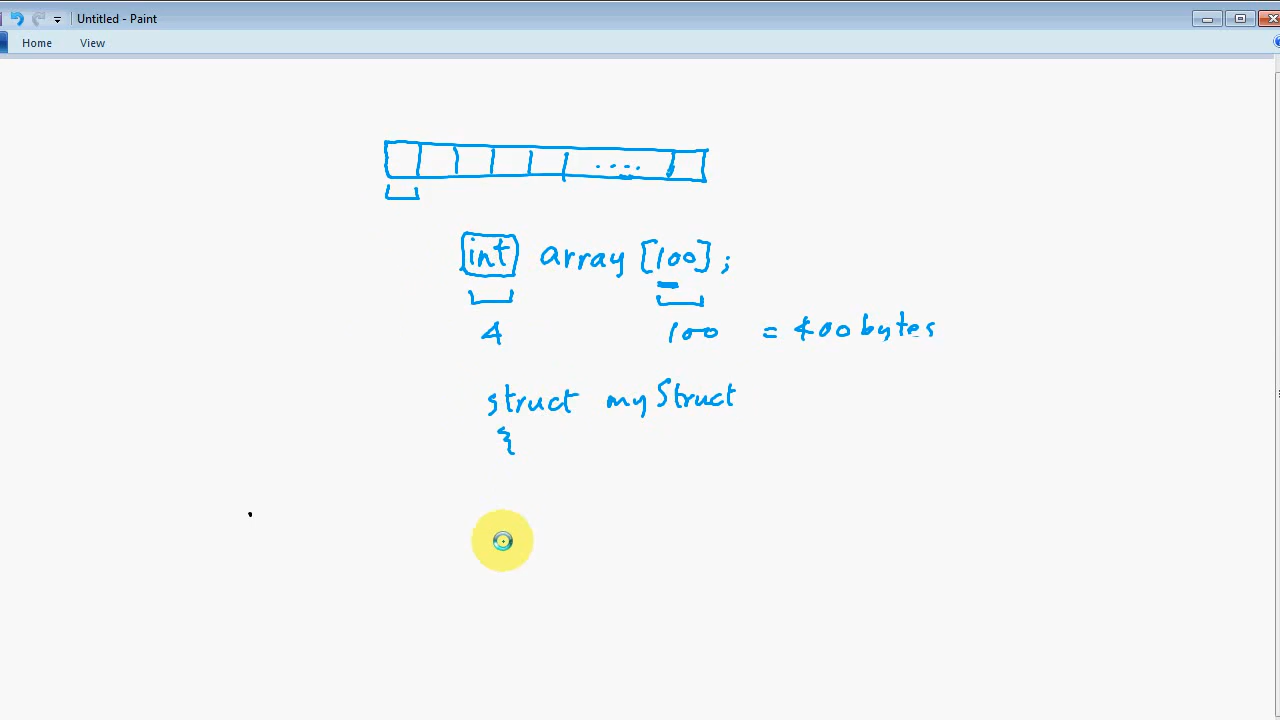 Untitled - Paint
Home View
int array [100];
4 100 = 400 bytes
struct myStruct
{